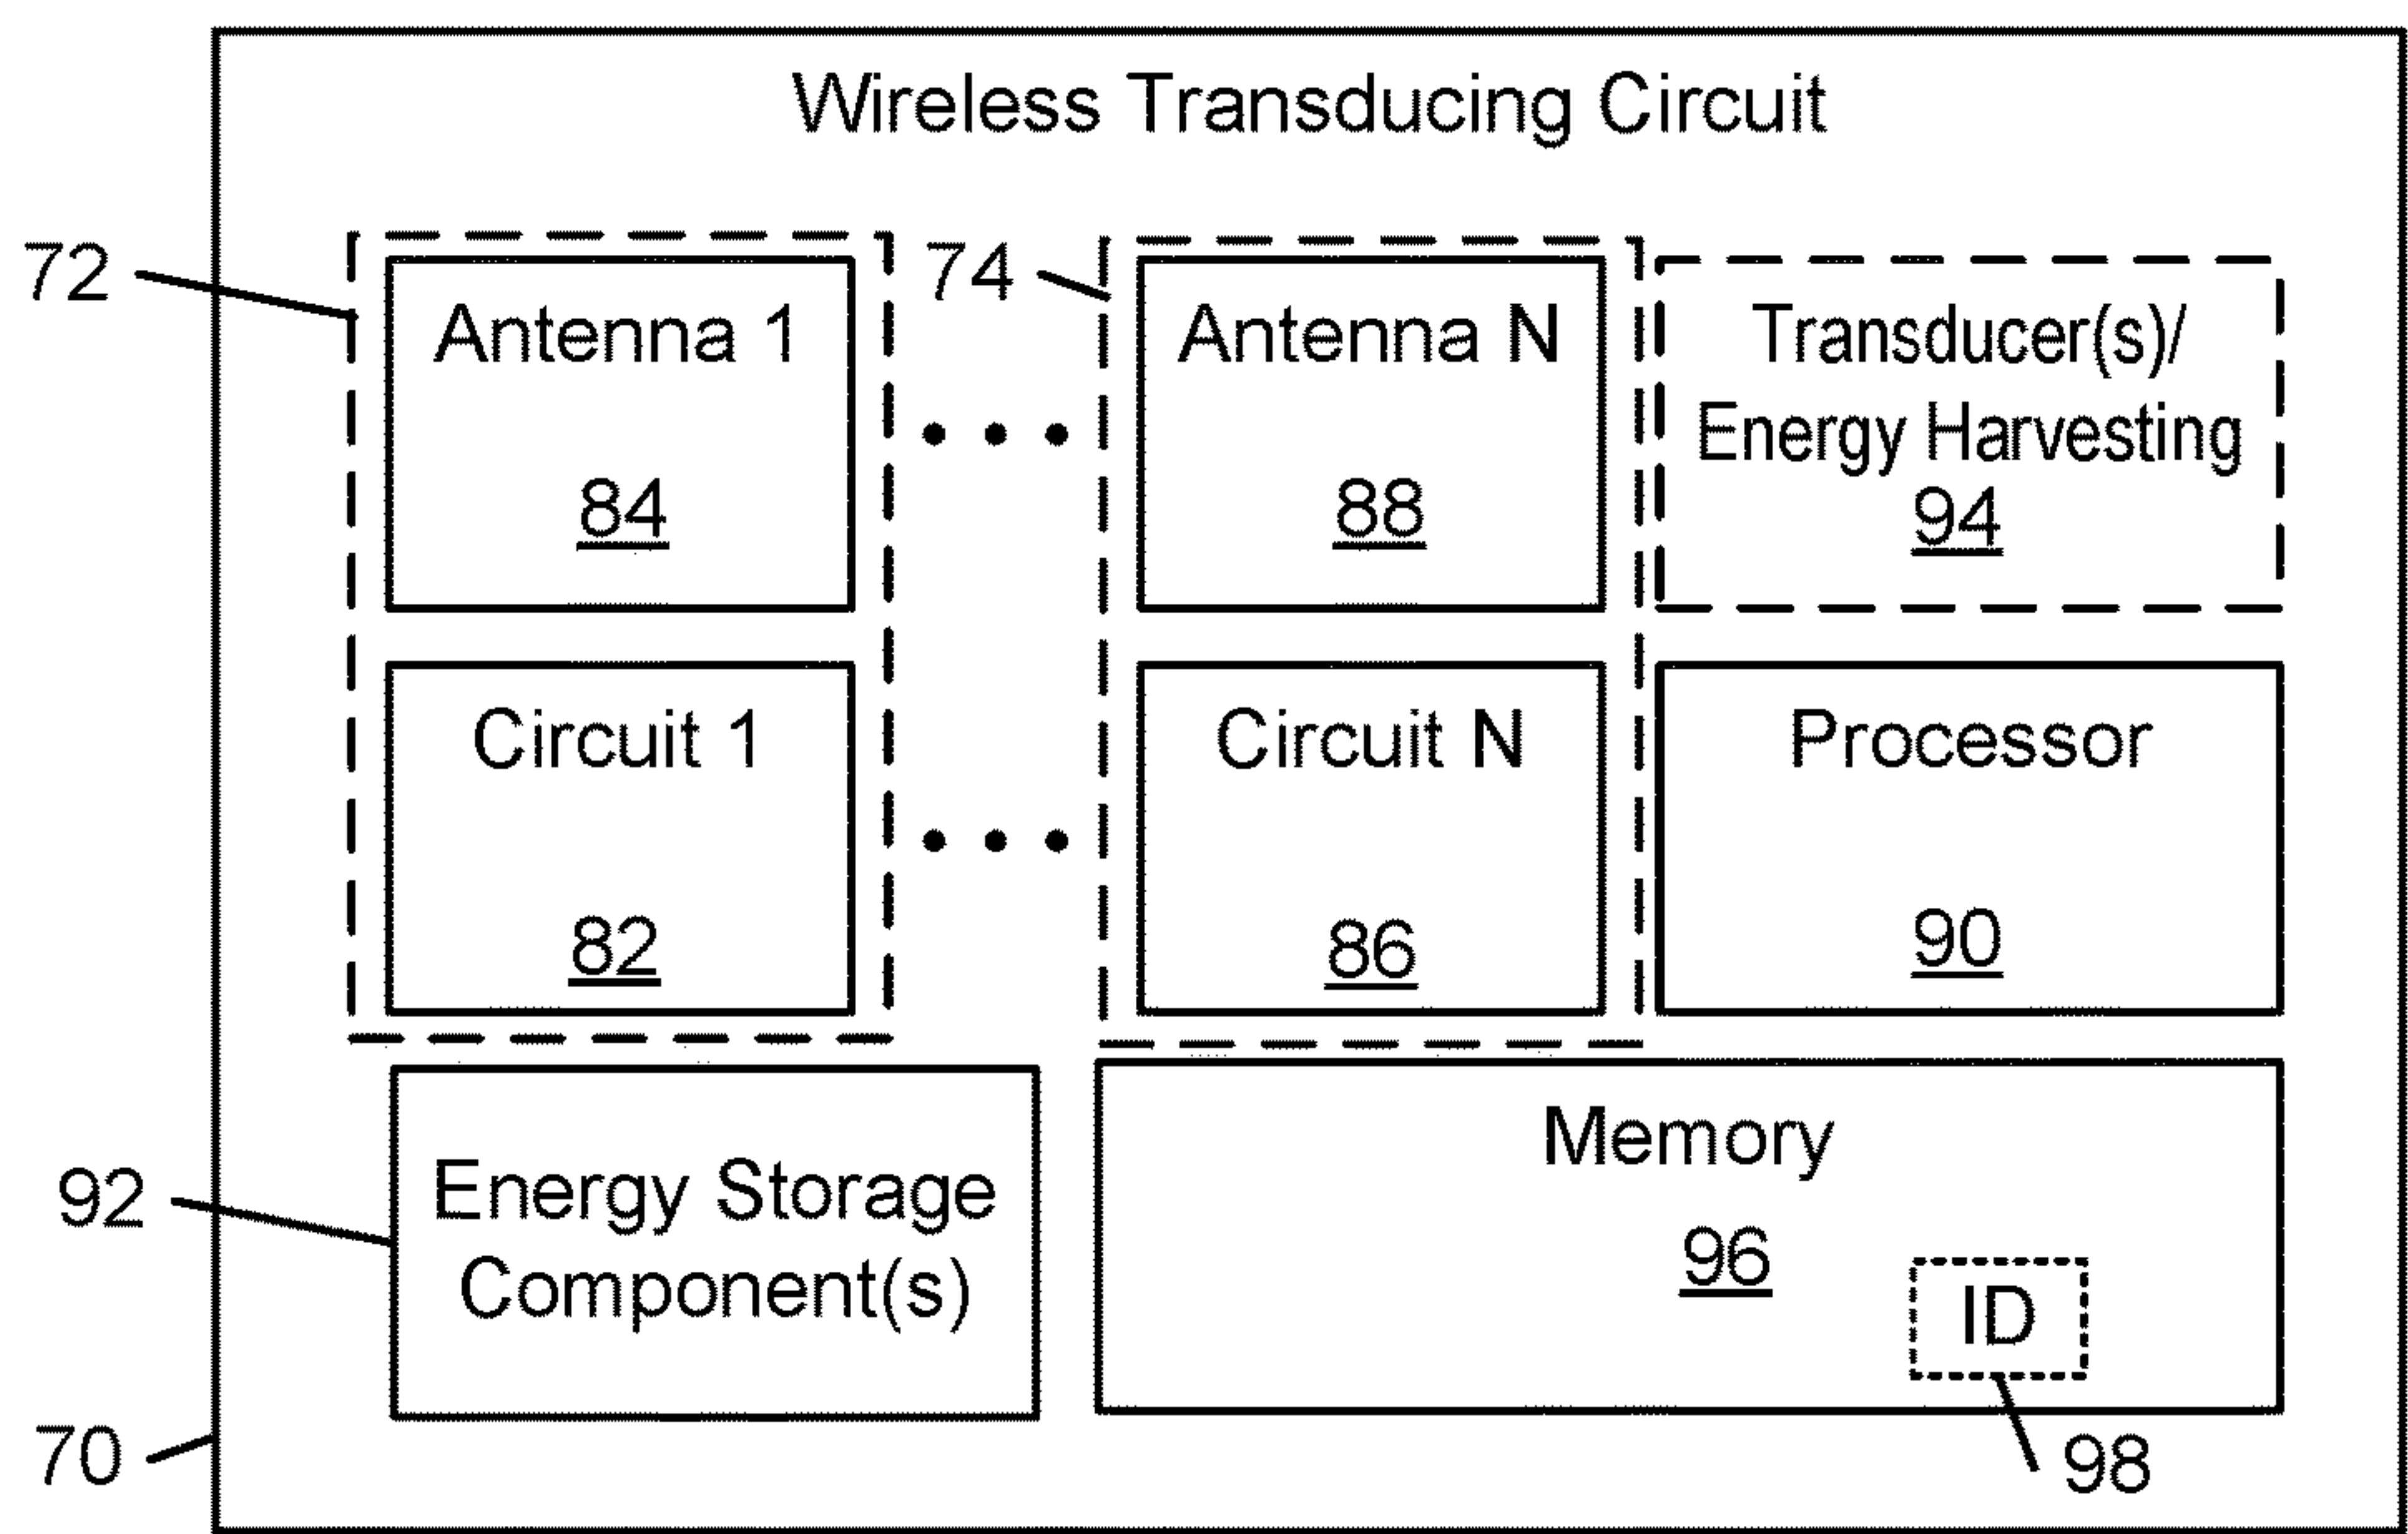 Wireless Transducing Circuit
72
74
Antenna 1
84
Antenna N
88
Transducer(s)/
Energy Harvesting
94
Circuit 1
82
Circuit N
86
Processor
90
92
Energy Storage
Component(s)
Memory
96
ID
70
98